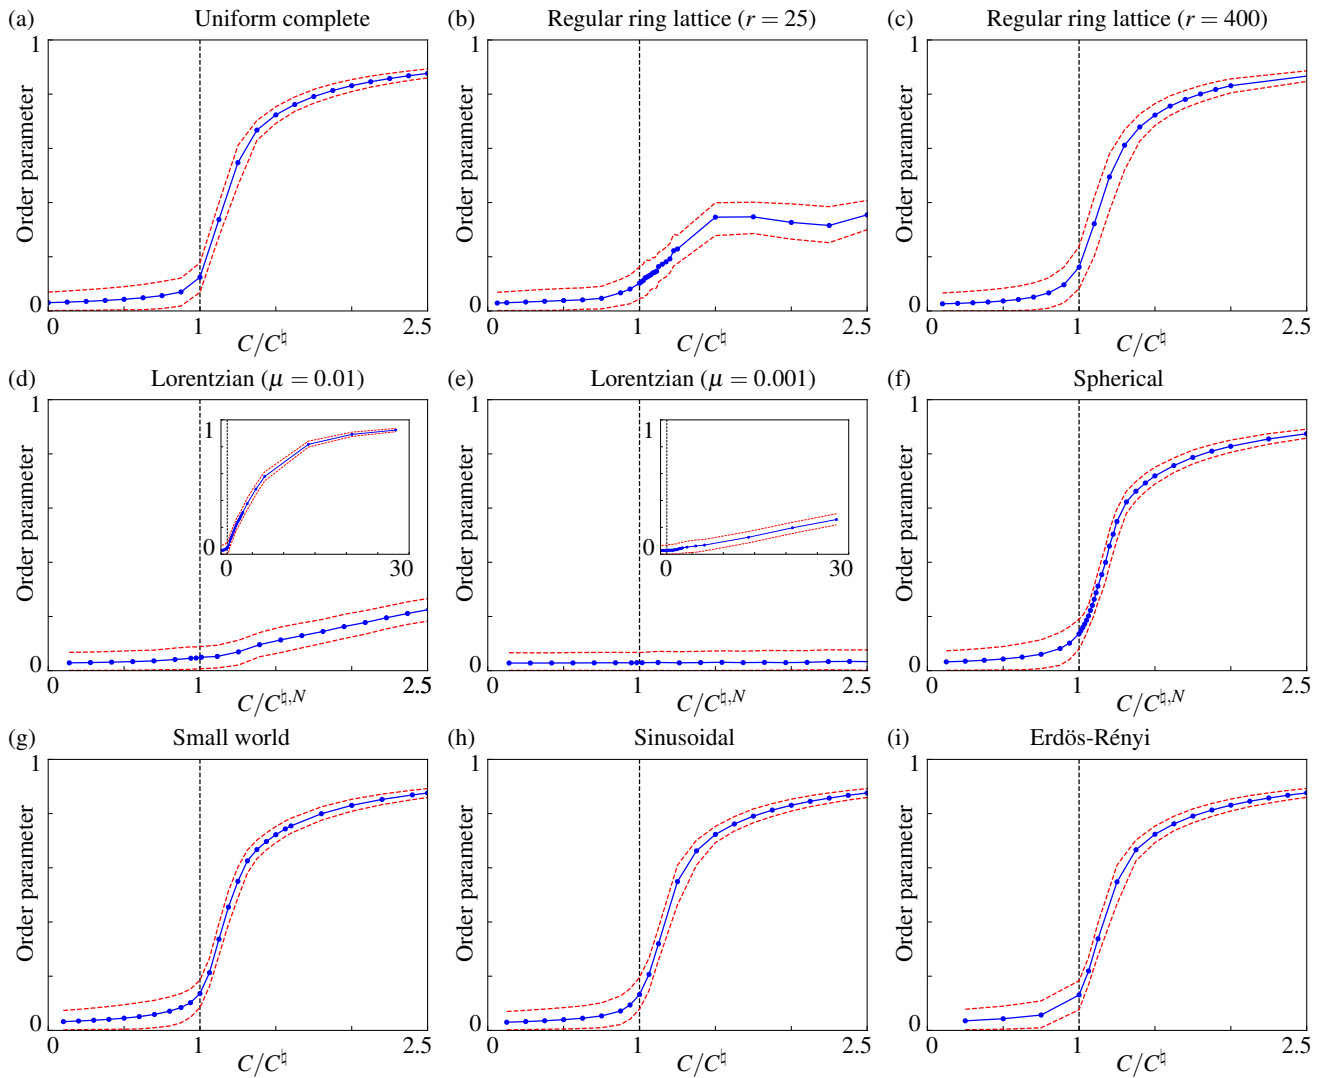 (a) Uniform complete
1
Order parameter
0
0 1 2.5
C/C♮
(b) Regular ring lattice (r = 25)
1
Order parameter
0
0 1 2.5
C/C♮
(c) Regular ring lattice (r = 400)
1
Order parameter
0
0 1 2.5
C/C♮
(d) Lorentzian (μ = 0.01)
1
Order parameter
0
0 1 2.5
C/C♮,N
1
0
0 30
(e) Lorentzian (μ = 0.001)
1
Order parameter
0
0 1 2.5
C/C♮,N
1
0
0 30
(f) Spherical
1
Order parameter
0
0 1 2.5
C/C♮,N
(g) Small world
1
Order parameter
0
0 1 2.5
C/C♮
(h) Sinusoidal
1
Order parameter
0
0 1 2.5
C/C♮
(i) Erdös-Rényi
1
Order parameter
0
0 1 2.5
C/C♮